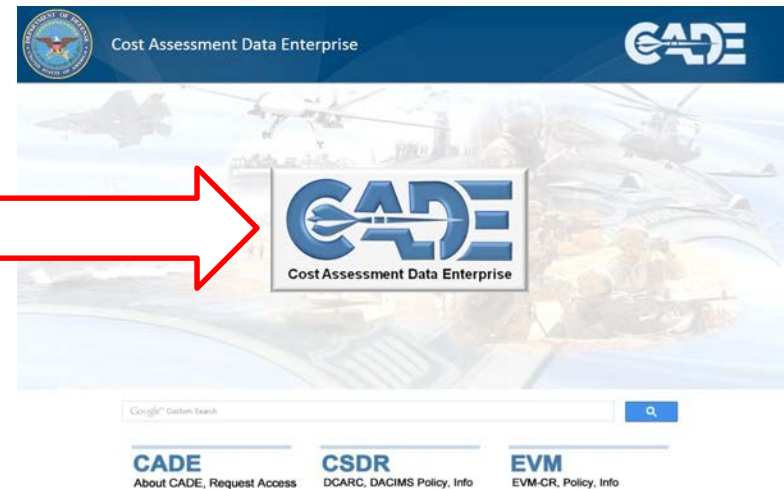 Cost Assessment Data Enterprise
CADE
CADE
Cost Assessment Data Enterprise
Google™ Custom Search
CADE
About CADE, Request Access
CSDR
DCARC, DACIMS Policy, Info
EVM
EVM-CR, Policy, Info